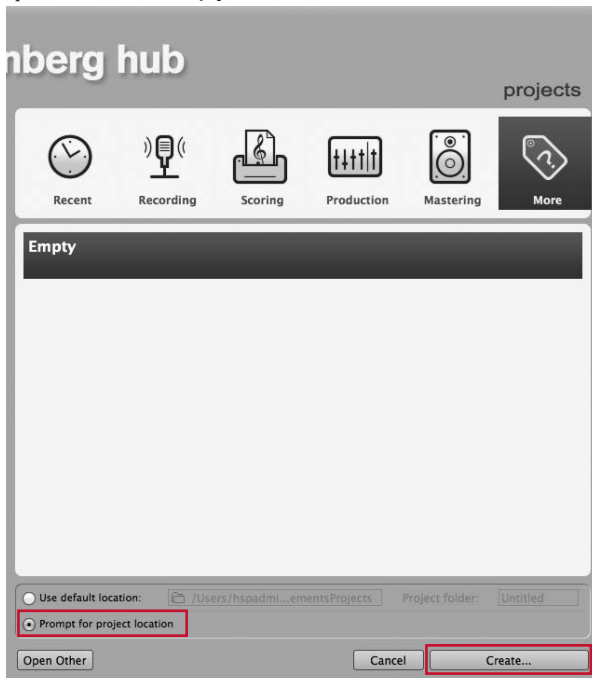 nberg hub
projects
Recent Recording Scoring Production Mastering More
Empty
Use default location: /Users/hspadmi...ementsProjects Project folder: Untitled
Prompt for project location
Open Other Cancel Create...